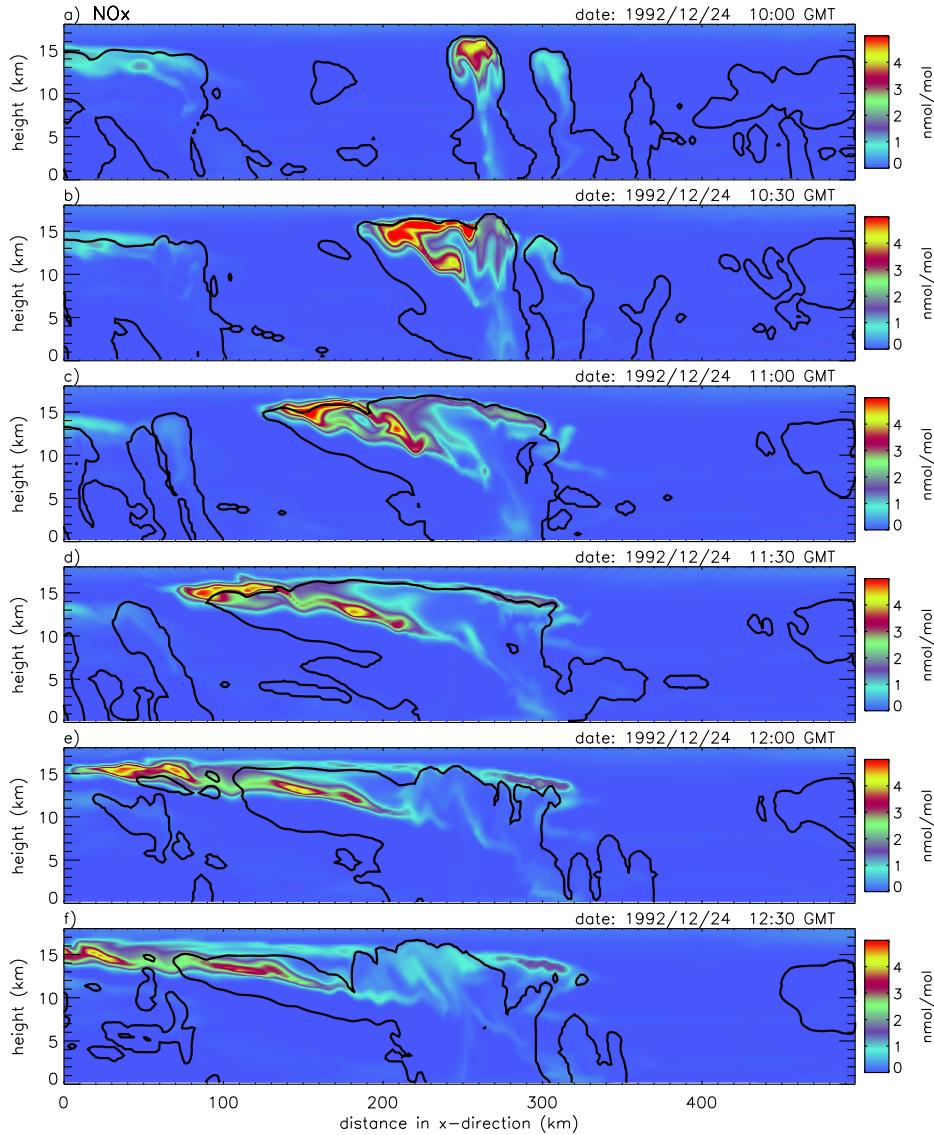 a) NOx date: 1992/12/24 10:00 GMT
height (km)
15
10
5
0
4
3
2
1
0
nmol/mol
b) date: 1992/12/24 10:30 GMT
height (km)
15
10
5
0
4
3
2
1
0
nmol/mol
c) date: 1992/12/24 11:00 GMT
height (km)
15
10
5
0
4
3
2
1
0
nmol/mol
d) date: 1992/12/24 11:30 GMT
height (km)
15
10
5
0
4
3
2
1
0
nmol/mol
e) date: 1992/12/24 12:00 GMT
height (km)
15
10
5
0
4
3
2
1
0
nmol/mol
f) date: 1992/12/24 12:30 GMT
height (km)
15
10
5
0
4
3
2
1
0
nmol/mol
0 100 200 300 400
distance in x-direction (km)